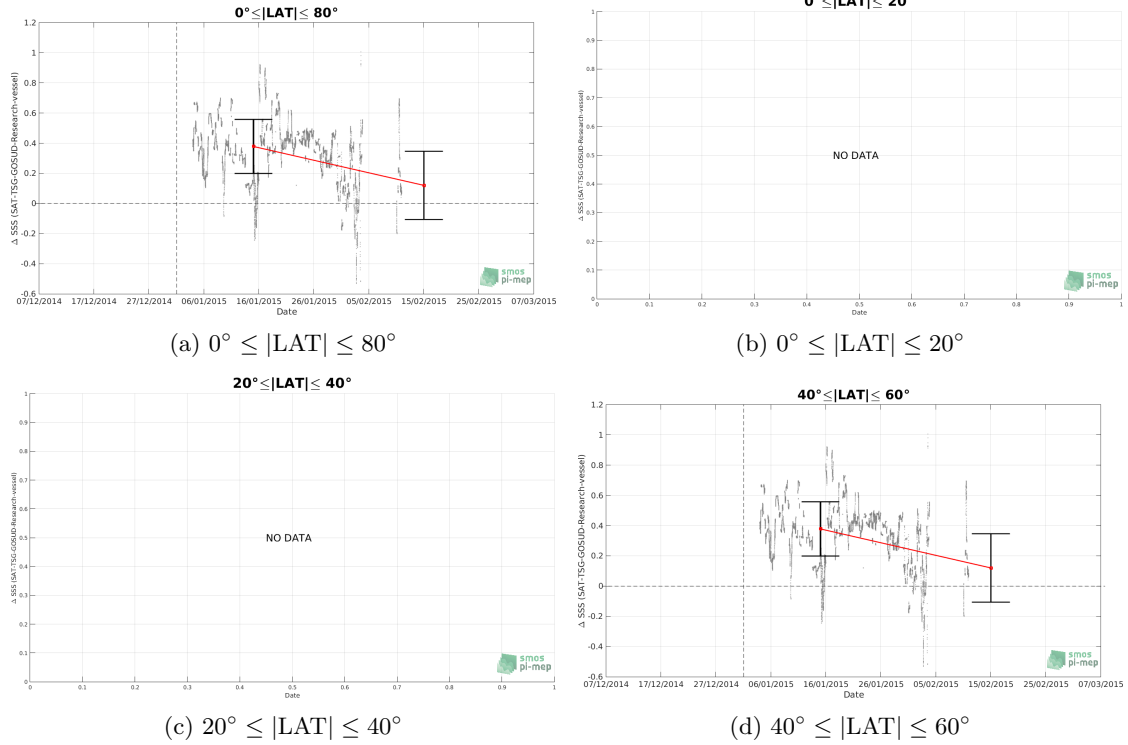 0°≤|LAT|≤ 80°
1.2
1
0.8
0.6
0.4
0.2
0
-0.2
-0.4
-0.6
Δ SSS (SAT-TSG-GOSUD-Research-vessel)
07/12/2014 17/12/2014 27/12/2014 06/01/2015 16/01/2015 26/01/2015 05/02/2015 15/02/2015 25/02/2015 07/03/2015
Date
smos
pi-mep
(a) 0° ≤ |LAT| ≤ 80°
0°≤|LAT|≤ 20°
1
0.9
0.8
0.7
0.6
0.5
0.4
0.3
0.2
0.1
0
Δ SSS (SAT-TSG-GOSUD-Research-vessel)
NO DATA
0 0.1 0.2 0.3 0.4 0.5 0.6 0.7 0.8 0.9 1
Date
smos
pi-mep
(b) 0° ≤ |LAT| ≤ 20°
20°≤|LAT|≤ 40°
1
0.9
0.8
0.7
0.6
0.5
0.4
0.3
0.2
0.1
0
Δ SSS (SAT-TSG-GOSUD-Research-vessel)
NO DATA
0 0.1 0.2 0.3 0.4 0.5 0.6 0.7 0.8 0.9 1
Date
smos
pi-mep
(c) 20° ≤ |LAT| ≤ 40°
40°≤|LAT|≤ 60°
1.2
1
0.8
0.6
0.4
0.2
0
-0.2
-0.4
-0.6
Δ SSS (SAT-TSG-GOSUD-Research-vessel)
07/12/2014 17/12/2014 27/12/2014 06/01/2015 16/01/2015 26/01/2015 05/02/2015 15/02/2015 25/02/2015 07/03/2015
Date
smos
pi-mep
(d) 40° ≤ |LAT| ≤ 60°